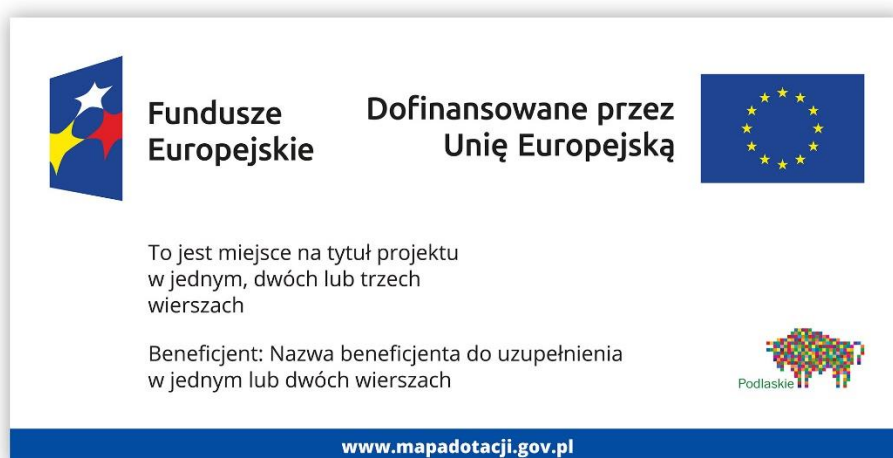 Fundusze
Europejskie
Dofinansowane przez
Unię Europejską
To jest miejsce na tytuł projektu
w jednym, dwóch lub trzech
wierszach
Beneficjent: Nazwa beneficjenta do uzupełnienia
w jednym lub dwóch wierszach
Podlaskie
www.mapadotacji.gov.pl